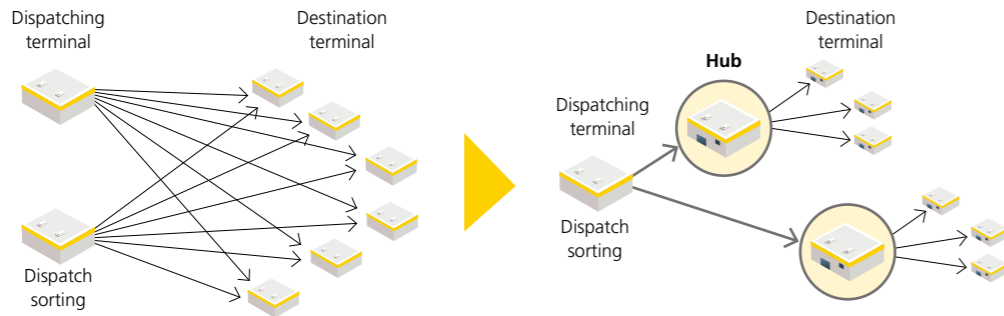 Dispatching
terminal
Destination
terminal
Dispatch
sorting
Destination
terminal
Hub
Dispatching
terminal
Dispatch
sorting